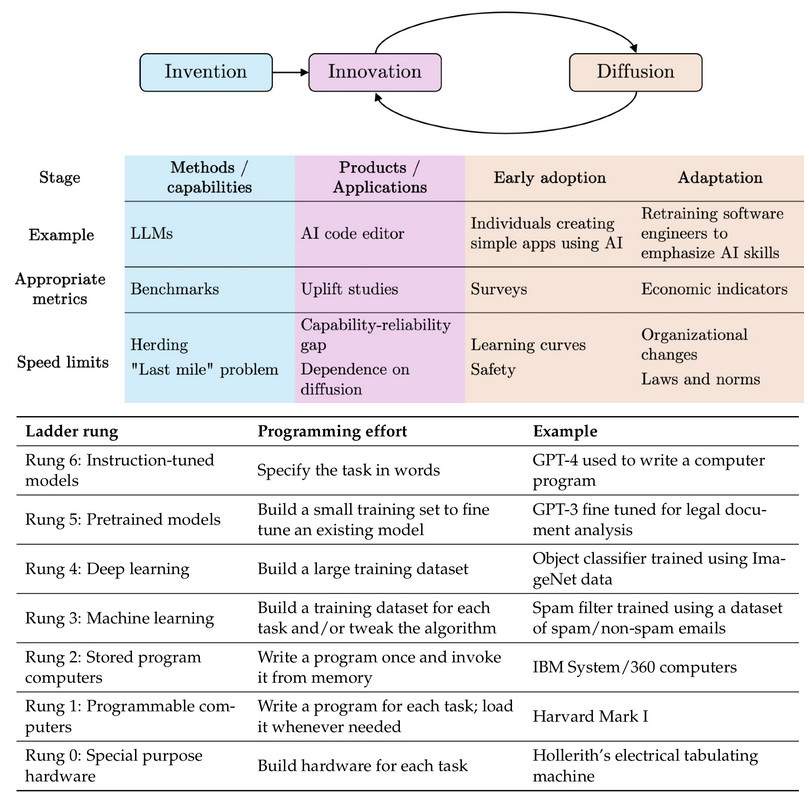 Invention
Innovation
Diffusion
Stage
Methods /
capabilities
Products /
Applications
Early adoption
Adaptation
Example
LLMs
AI code editor
Individuals creating
simple apps using AI
Retraining software
engineers to
emphasize AI skills
Appropriate
metrics
Benchmarks
Uplift studies
Surveys
Economic indicators
Speed limits
Herding
"Last mile" problem
Capability-reliability
gap
Dependence on
diffusion
Learning curves
Safety
Organizational
changes
Laws and norms
Ladder rung
Programming effort
Example
Rung 6: Instruction-tuned
models
Specify the task in words
GPT-4 used to write a computer
program
Rung 5: Pretrained models
Build a small training set to fine
tune an existing model
GPT-3 fine tuned for legal docu-
ment analysis
Rung 4: Deep learning
Build a large training dataset
Object classifier trained using Ima-
geNet data
Rung 3: Machine learning
Build a training dataset for each
task and/or tweak the algorithm
Spam filter trained using a dataset
of spam/non-spam emails
Rung 2: Stored program
computers
Write a program once and invoke
it from memory
IBM System/360 computers
Rung 1: Programmable com-
puters
Write a program for each task; load
it whenever needed
Harvard Mark I
Rung 0: Special purpose
hardware
Build hardware for each task
Hollerith's electrical tabulating
machine